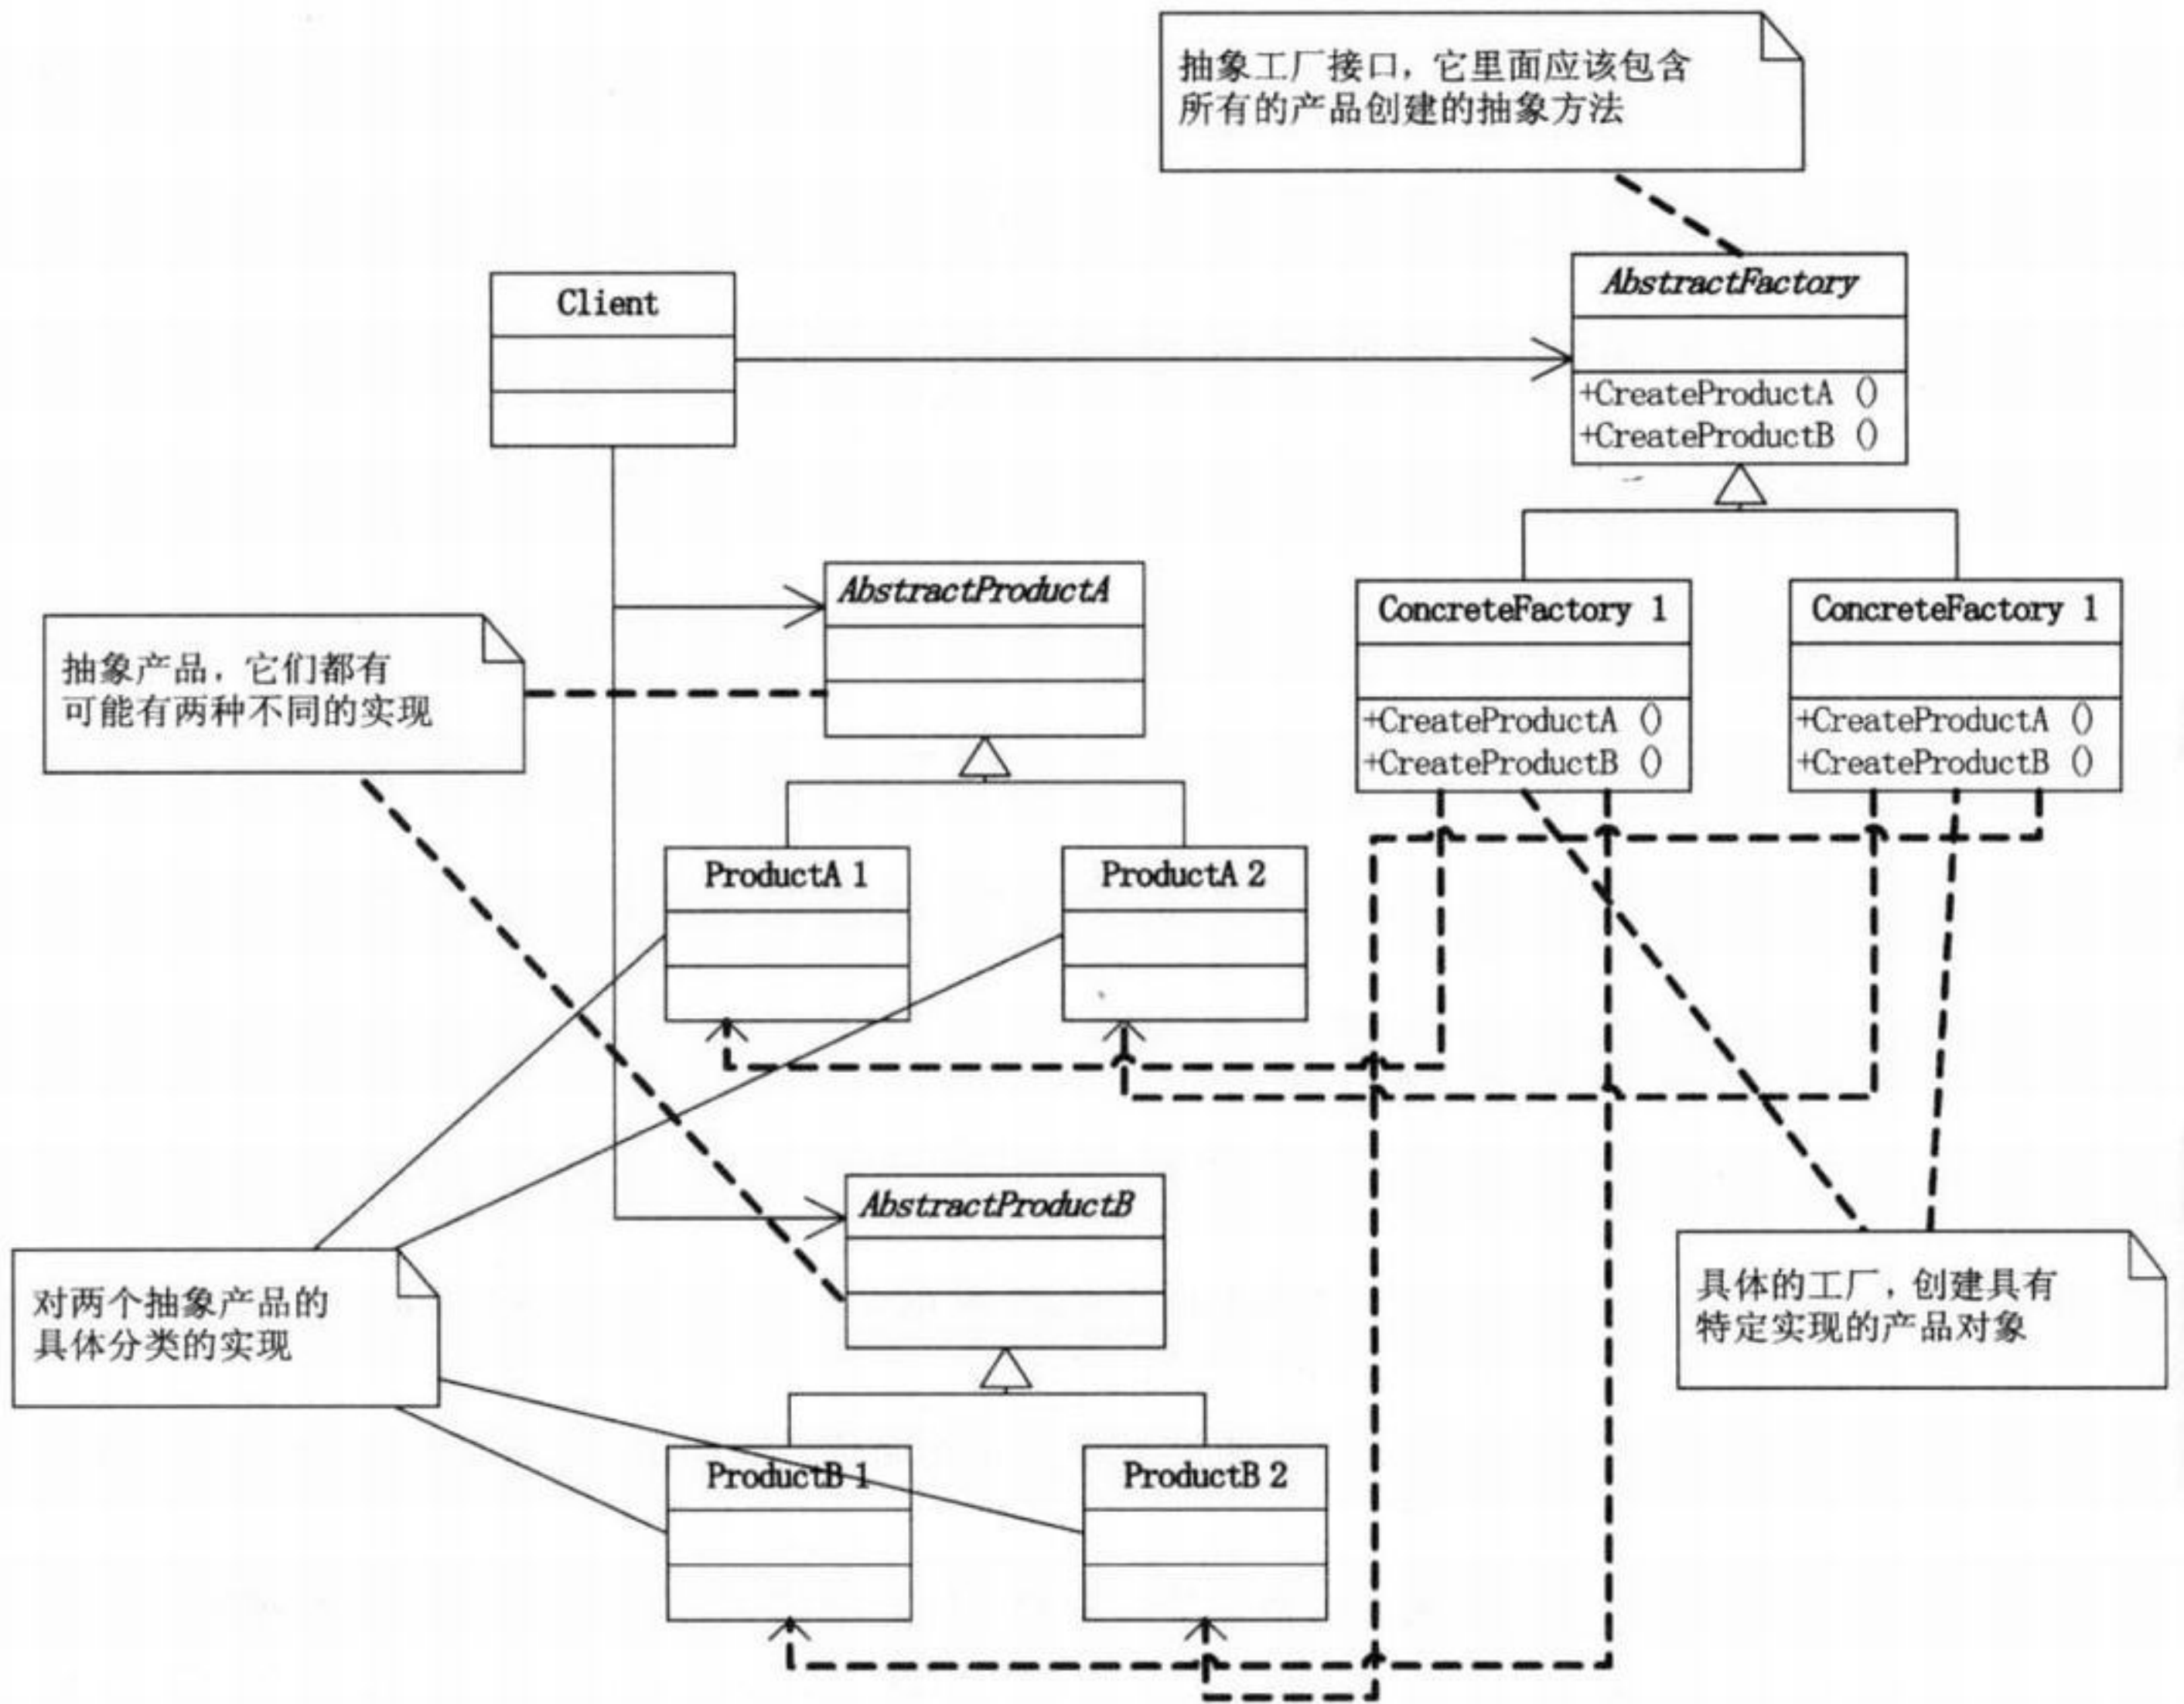 抽象工厂接口，它里面应该包含
所有的产品创建的抽象方法
Client
AbstractFactory
+CreateProductA ()
+CreateProductB ()
AbstractProductA
ConcreteFactory 1
+CreateProductA ()
+CreateProductB ()
ConcreteFactory 1
+CreateProductA ()
+CreateProductB ()
抽象产品，它们都有
可能有两种不同的实现
ProductA 1
ProductA 2
AbstractProductB
对两个抽象产品的
具体分类的实现
具体的工厂，创建具有
特定实现的产品对象
ProductB 1
ProductB 2